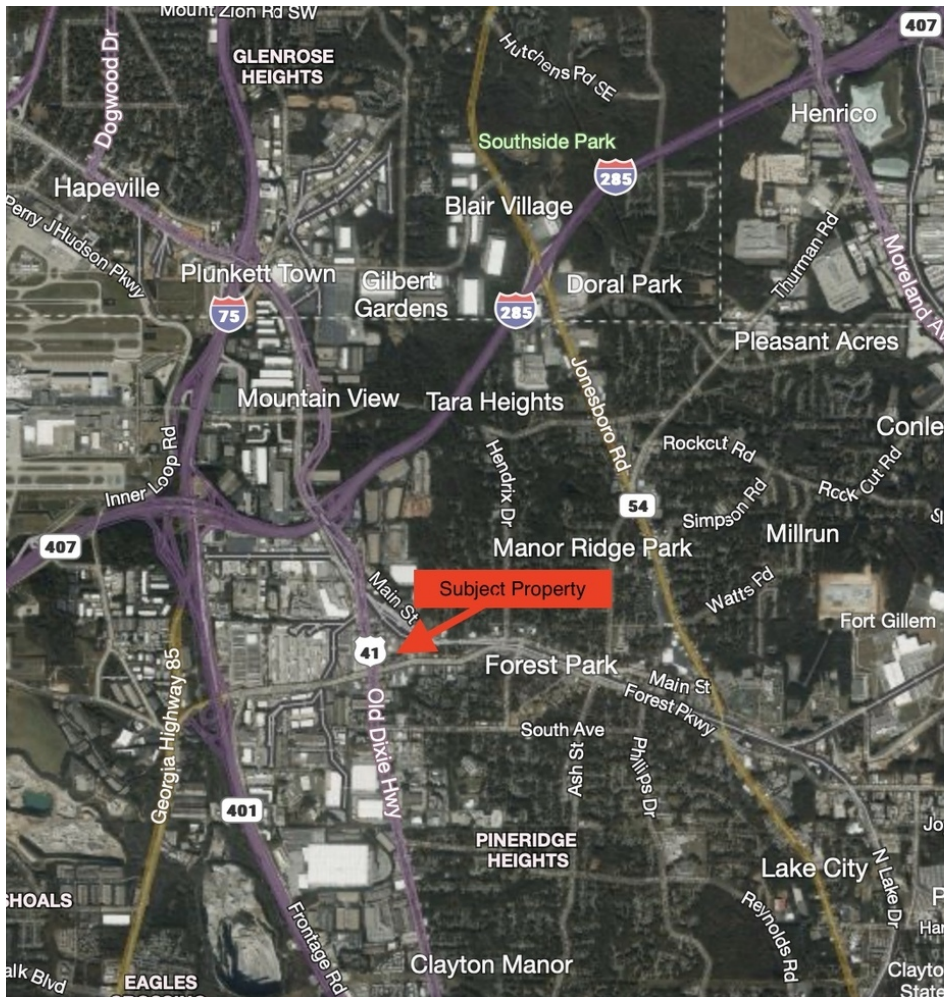 Mount Zion Rd SW
407
Dogwood Dr
GLENROSE
HEIGHTS
Hutchens Rd SE
Henrico
Southside Park
285
Hapeville
Blair Village
Perry J Hudson Pkwy
Thurman Rd
Moreland Av
Plunkett Town
Gilbert
Gardens
Doral Park
75
285
Pleasant Acres
Mountain View
Tara Heights
Jonesboro Rd
Conle
Rockcut Rd
Rock Cut Rd
Inner Loop Rd
Hendrix Dr
54
Simpson Rd
Millrun
407
Manor Ridge Park
Main St
Subject Property
Watts Rd
Fort Gillem
41
Forest Park
Main St
Forest Pkwy
Georgia Highway 85
Old Dixie Hwy
South Ave
Ash St
Phillips Dr
401
PINERIDGE
HEIGHTS
Jo
Lake City
N Lake Dr
SHOALS
Frontage Rd
Reynolds Rd
P
Har
alk Blvd
Clayton Manor
Clayto
State
EAGLES